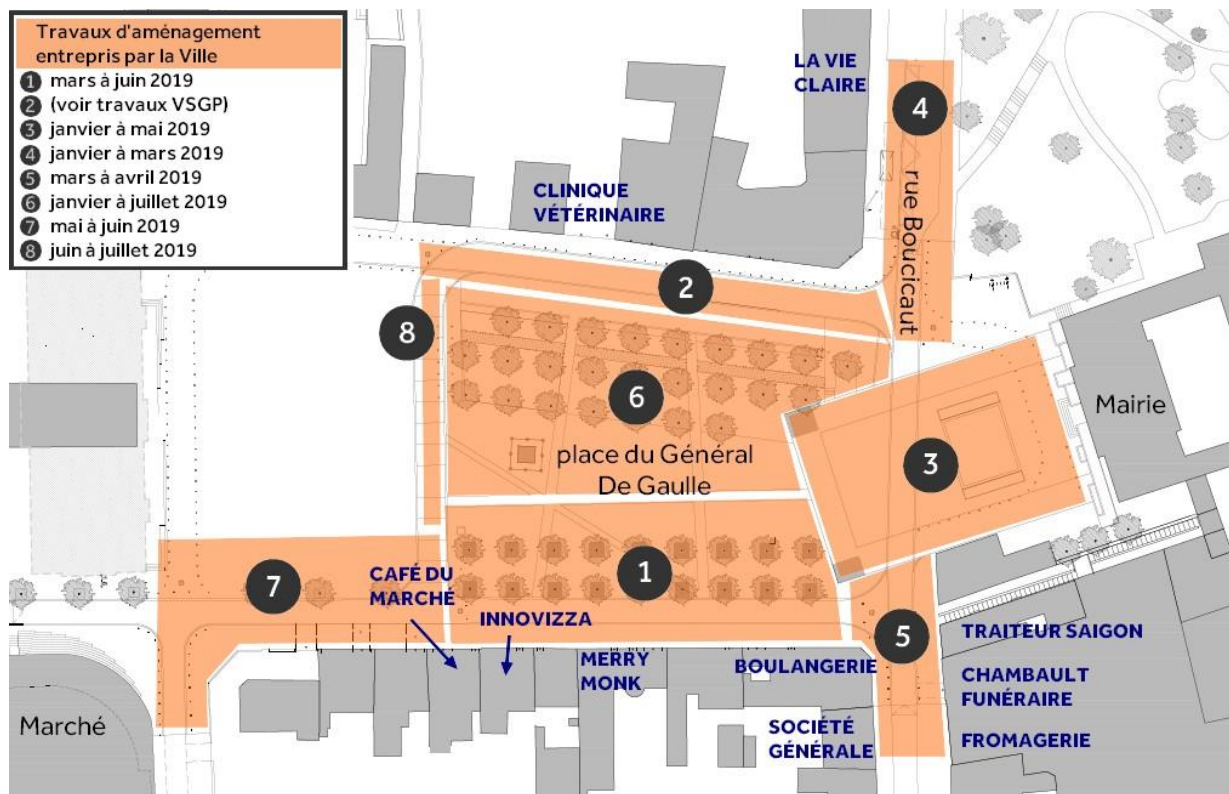 Travaux d'aménagement
entrepris par la Ville
1 mars à juin 2019
2 (voir travaux VSGP)
3 janvier à mai 2019
4 janvier à mars 2019
5 mars à avril 2019
6 janvier à juillet 2019
7 mai à juin 2019
8 juin à juillet 2019
LA VIE
CLAIRE
4
rue Boucicaut
CLINIQUE
VÉTÉRINAIRE
2
8
6
place du Général
De Gaulle
3
Mairie
7
CAFÉ DU
MARCHÉ
INNOVIZZA
1
MERRY
MONK
BOULANGERIE
5
SOCIÉTÉ
GÉNÉRALE
TRAITEUR SAIGON
CHAMBAULT
FUNÉRAIRE
FROMAGERIE
Marché